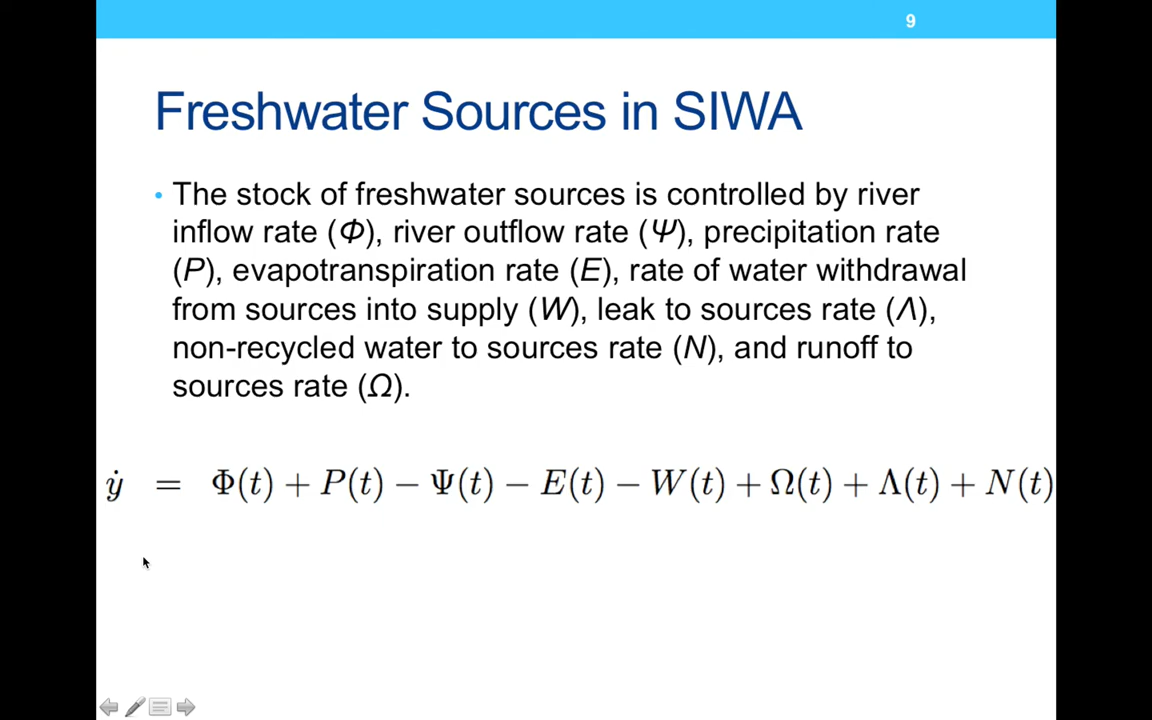 9
Freshwater Sources in SIWA
• The stock of freshwater sources is controlled by river
inflow rate (Φ), river outflow rate (Ψ), precipitation rate
(P), evapotranspiration rate (E), rate of water withdrawal
from sources into supply (W), leak to sources rate (Λ),
non-recycled water to sources rate (N), and runoff to
sources rate (Ω).
ẏ = Φ(t) + P(t) − Ψ(t) − E(t) − W(t) + Ω(t) + Λ(t) + N(t)